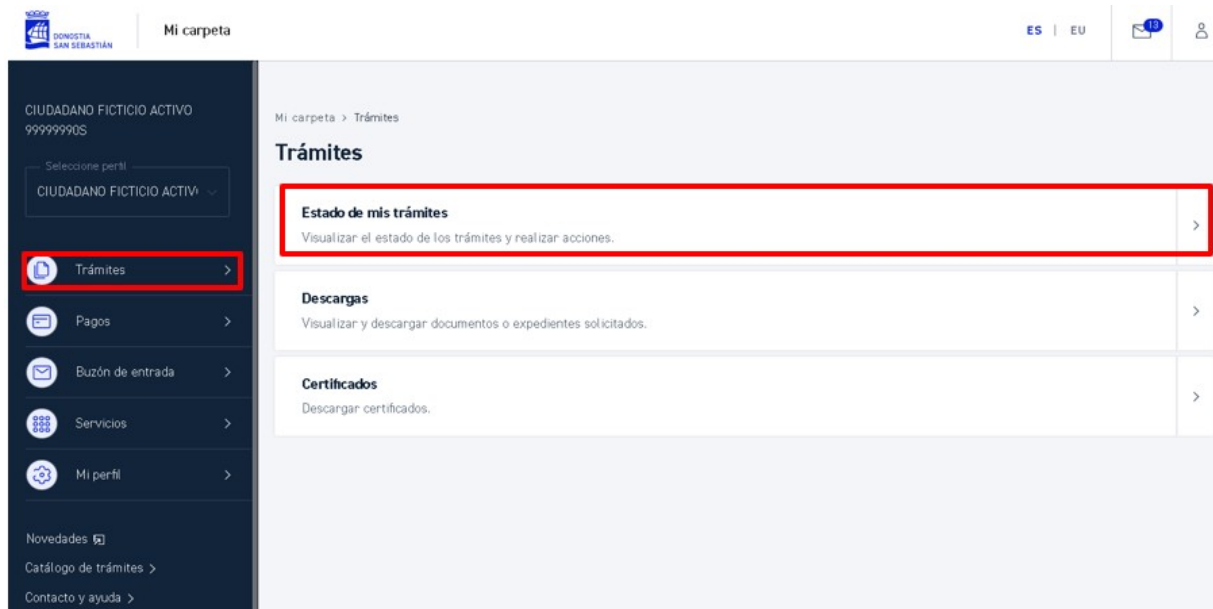 DONOSTIA
SAN SEBASTIÁN
Mi carpeta
ES | EU
13
CIUDADANO FICTICIO ACTIVO
99999990S
Seleccione perfil
CIUDADANO FICTICIO ACTIV
Trámites
Pagos
Buzón de entrada
Servicios
Mi perfil
Novedades
Catálogo de trámites >
Contacto y ayuda >
Mi carpeta > Trámites
Trámites
Estado de mis trámites
Visualizar el estado de los trámites y realizar acciones.
Descargas
Visualizar y descargar documentos o expedientes solicitados.
Certificados
Descargar certificados.